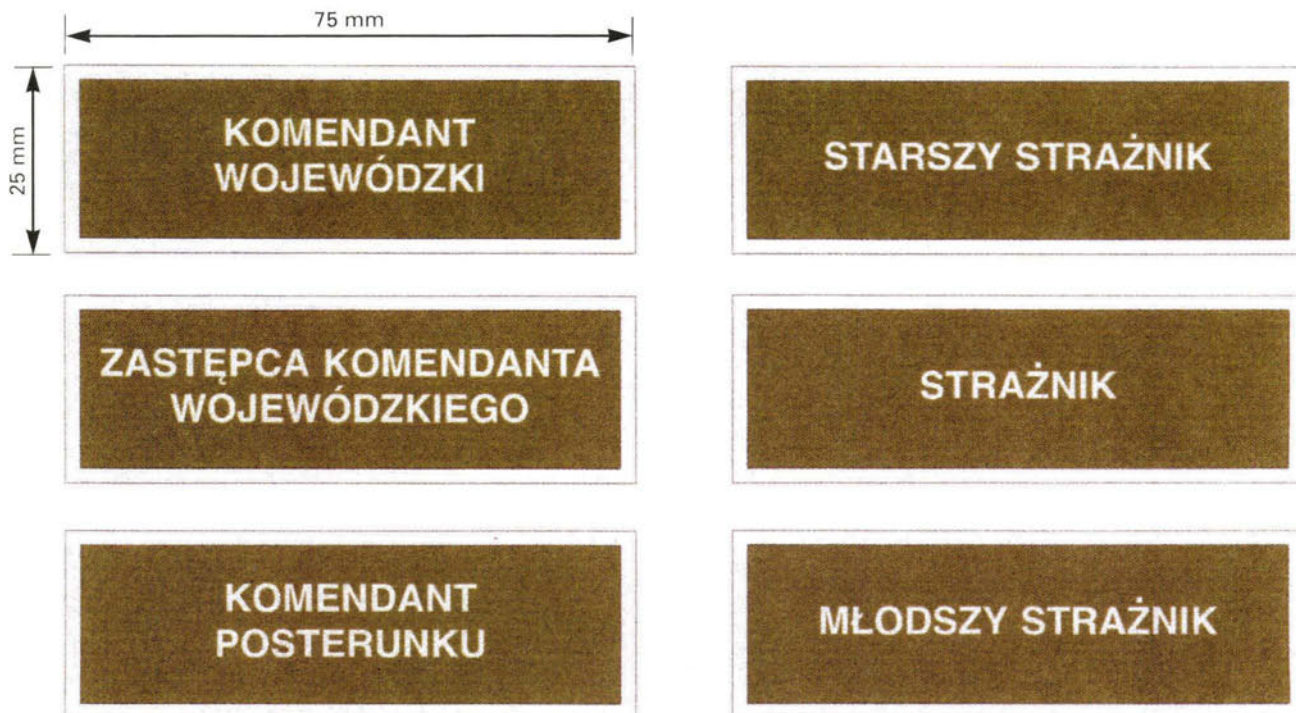 75 mm
25 mm
KOMENDANT
WOJEWÓDZKI
STARSZY STRAŻNIK
ZASTĘPCA KOMENDANTA
WOJEWÓDZKIEGO
STRAŻNIK
KOMENDANT
POSTERUNKU
MŁODSZY STRAŻNIK